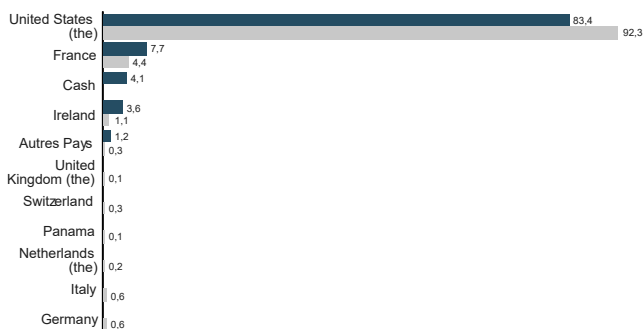 United States
(the)
83,4
92,3
France
7,7
4,4
Cash
4,1
Ireland
3,6
1,1
Autres Pays
1,2
0,3
United
Kingdom (the)
0,1
Switzerland
0,3
Panama
0,1
Netherlands
(the)
0,2
Italy
0,6
Germany
0,6